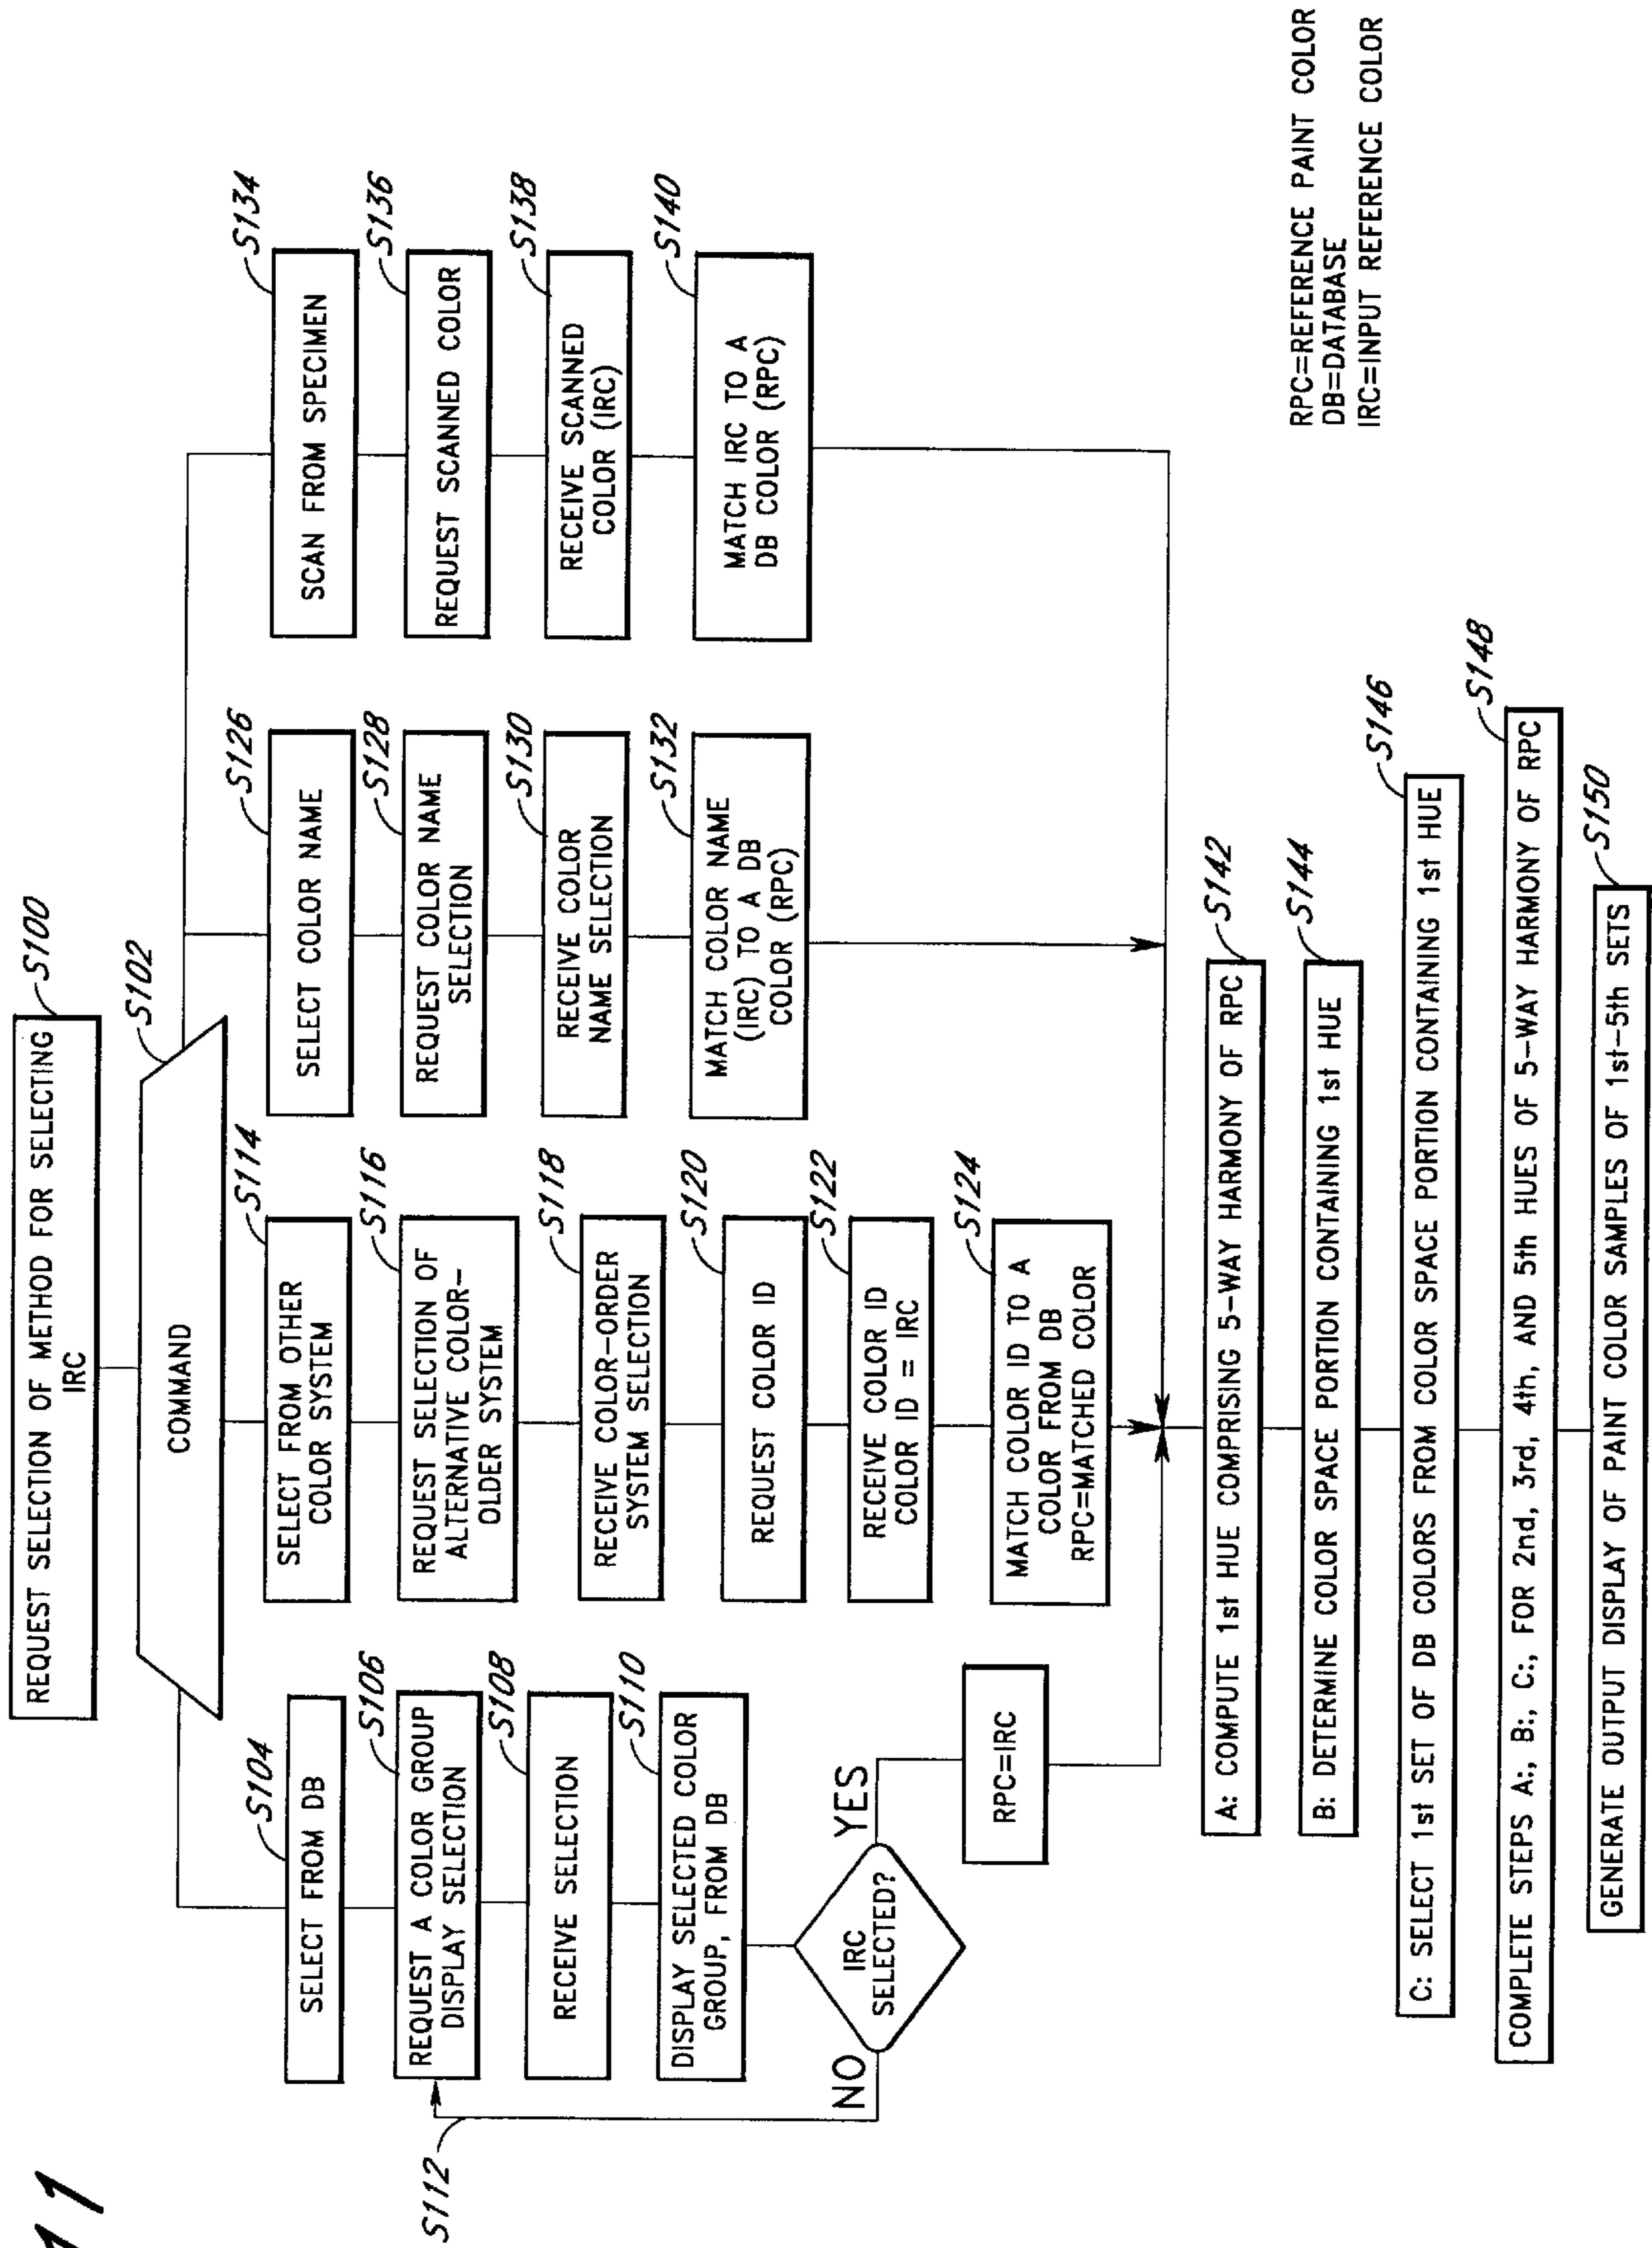 11
REQUEST SELECTION OF METHOD FOR SELECTING
IRC
S100
COMMAND
S102
SELECT FROM DB
S104
REQUEST A COLOR GROUP
DISPLAY SELECTION
S106
RECEIVE SELECTION
S108
DISPLAY SELECTED COLOR
GROUP, FROM DB
S110
IRC
SELECTED?
NO
YES
S112
RPC=IRC
SELECT FROM OTHER
COLOR SYSTEM
S114
REQUEST SELECTION OF
ALTERNATIVE COLOR-
OLDER SYSTEM
S116
RECEIVE COLOR-ORDER
SYSTEM SELECTION
S118
REQUEST COLOR ID
S120
RECEIVE COLOR ID
COLOR ID = IRC
S122
MATCH COLOR ID TO A
COLOR FROM DB
RPC=MATCHED COLOR
S124
SELECT COLOR NAME
S126
REQUEST COLOR NAME
SELECTION
S128
RECEIVE COLOR
NAME SELECTION
S130
MATCH COLOR NAME
(IRC) TO A DB
COLOR (RPC)
S132
SCAN FROM SPECIMEN
S134
REQUEST SCANNED COLOR
S136
RECEIVE SCANNED
COLOR (IRC)
S138
MATCH IRC TO A
DB COLOR (RPC)
S140
A: COMPUTE 1st HUE COMPRISING 5-WAY HARMONY OF RPC
S142
B: DETERMINE COLOR SPACE PORTION CONTAINING 1st HUE
S144
C: SELECT 1st SET OF DB COLORS FROM COLOR SPACE PORTION CONTAINING 1st HUE
S146
COMPLETE STEPS A:, B:, C:, FOR 2nd, 3rd, 4th, AND 5th HUES OF 5-WAY HARMONY OF RPC
S148
GENERATE OUTPUT DISPLAY OF PAINT COLOR SAMPLES OF 1st-5th SETS
S150
RPC=REFERENCE PAINT COLOR
DB=DATABASE
IRC=INPUT REFERENCE COLOR